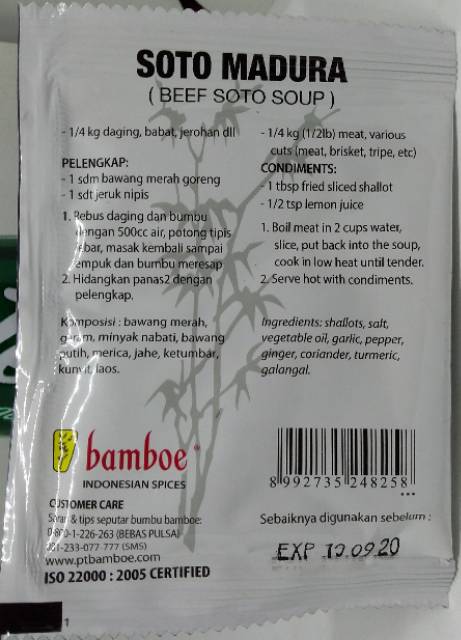 SOTO MADURA
( BEEF SOTO SOUP )
- 1/4 kg daging, babat, jerohan dll
PELENGKAP:
- 1 sdm bawang merah goreng
- 1 sdt jeruk nipis
1. Rebus daging dan bumbu
dengan 500cc air, potong tipis
lebar, masak kembali sampai
empuk dan bumbu meresap
2. Hidangkan panas2 dengan
pelengkap.
Komposisi : bawang merah,
garam, minyak nabati, bawang
putih, merica, jahe, ketumbar,
kunyit, laos.
- 1/4 kg (1/2lb) meat, various
cuts (meat, brisket, tripe, etc)
CONDIMENTS:
- 1 tbsp fried sliced shallot
- 1/2 tsp lemon juice
1. Boil meat in 2 cups water,
slice, put back into the soup,
cook in low heat until tender.
2. Serve hot with condiments.
Ingredients: shallots, salt,
vegetable oil, garlic, pepper,
ginger, coriander, turmeric,
galangal.
bamboe ®
INDONESIAN SPICES
CUSTOMER CARE
Saran & tips seputar bumbu bamboe:
0-800-1-226-263 (BEBAS PULSA)
081-233-077-777 (SMS)
www.ptbamboe.com
ISO 22000 : 2005 CERTIFIED
8 992735 248258
Sebaiknya digunakan sebelum :
EXP 09 20
1